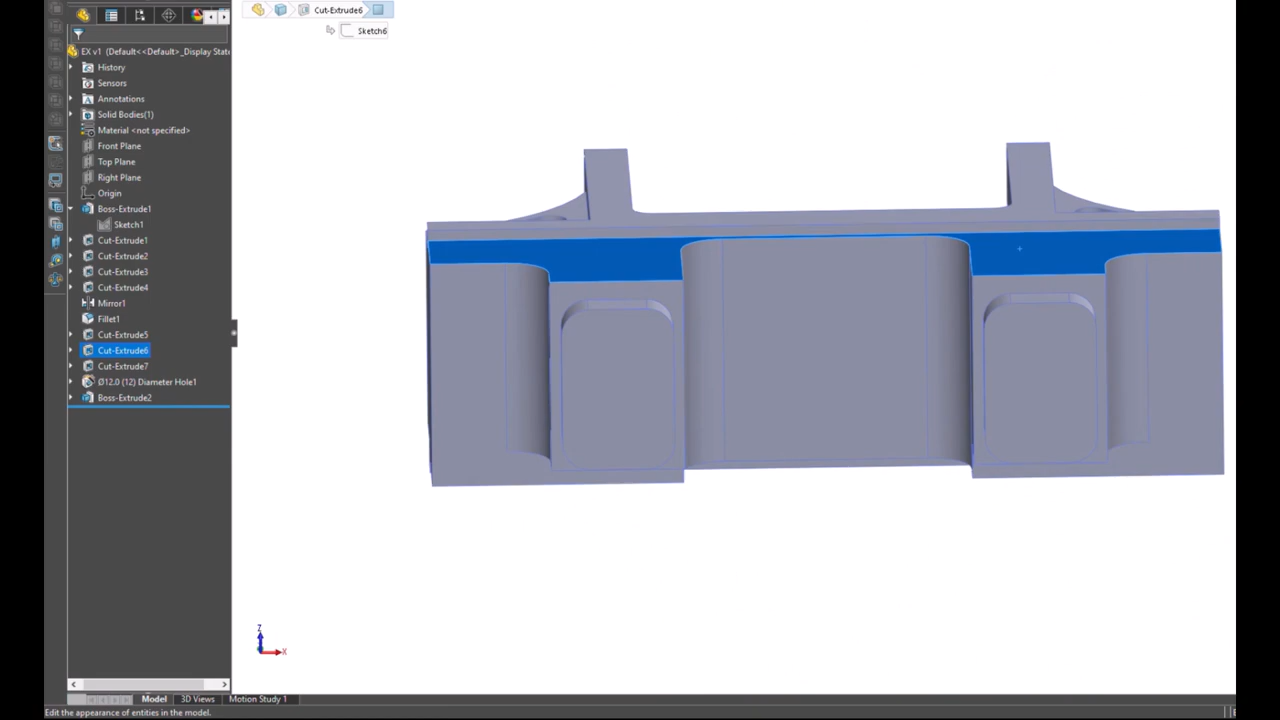 Cut-Extrude6
Sketch6
EX v1 (Default<<Default>_Display State
History
Sensors
Annotations
Solid Bodies(1)
Material <not specified>
Front Plane
Top Plane
Right Plane
Origin
Boss-Extrude1
Sketch1
Cut-Extrude1
Cut-Extrude2
Cut-Extrude3
Cut-Extrude4
Mirror1
Fillet1
Cut-Extrude5
Cut-Extrude6
Cut-Extrude7
Ø12.0 (12) Diameter Hole1
Boss-Extrude2
Z
X
Model 3D Views Motion Study 1
Edit the appearance of entities in the model.